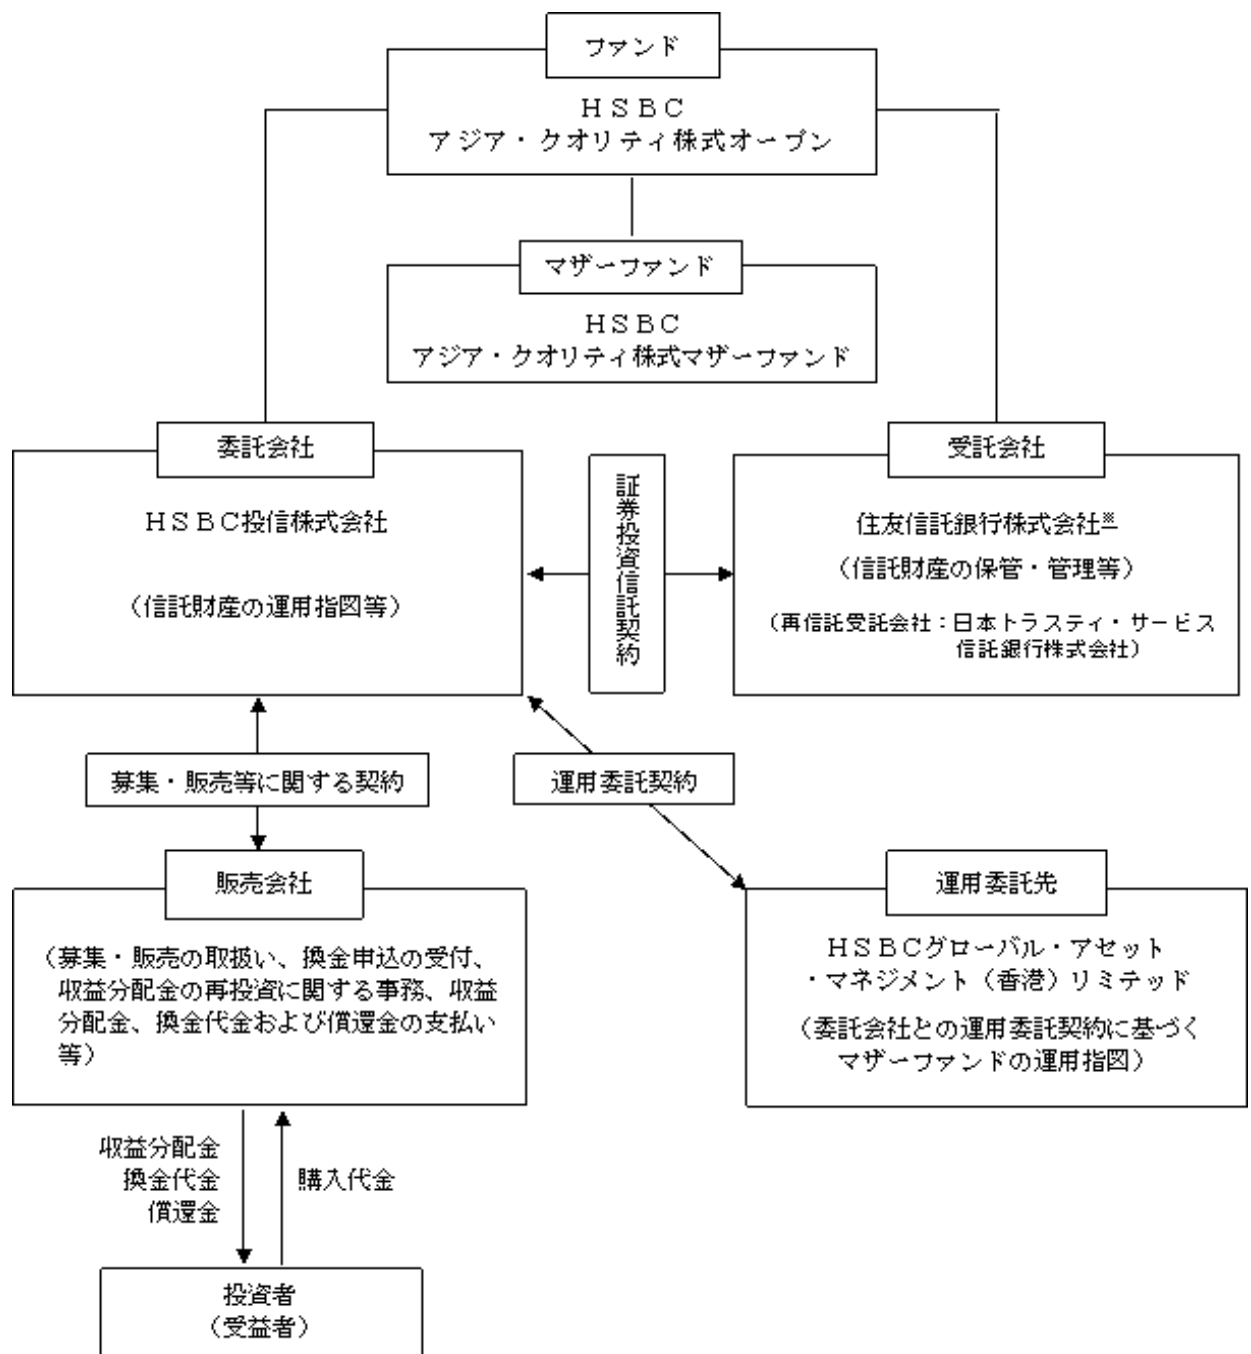 ファンド
ＨＳＢＣ
アジア・クオリティ株式オープン
マザーファンド
ＨＳＢＣ
アジア・クオリティ株式マザーファンド
委託会社
ＨＳＢＣ投信株式会社
（信託財産の運用指図等）
証券投資信託契約
受託会社
住友信託銀行株式会社※
（信託財産の保管・管理等）
（再信託受託会社：日本トラスティ・サービス
信託銀行株式会社）
募集・販売等に関する契約
運用委託契約
販売会社
（募集・販売の取扱い、換金申込の受付、
収益分配金の再投資に関する事務、収益
分配金、換金代金および償還金の支払い
等）
運用委託先
ＨＳＢＣグローバル・アセット
・マネジメント（香港）リミテッド
（委託会社との運用委託契約に基づく
マザーファンドの運用指図）
収益分配金
換金代金
償還金
購入代金
投資者
（受益者）